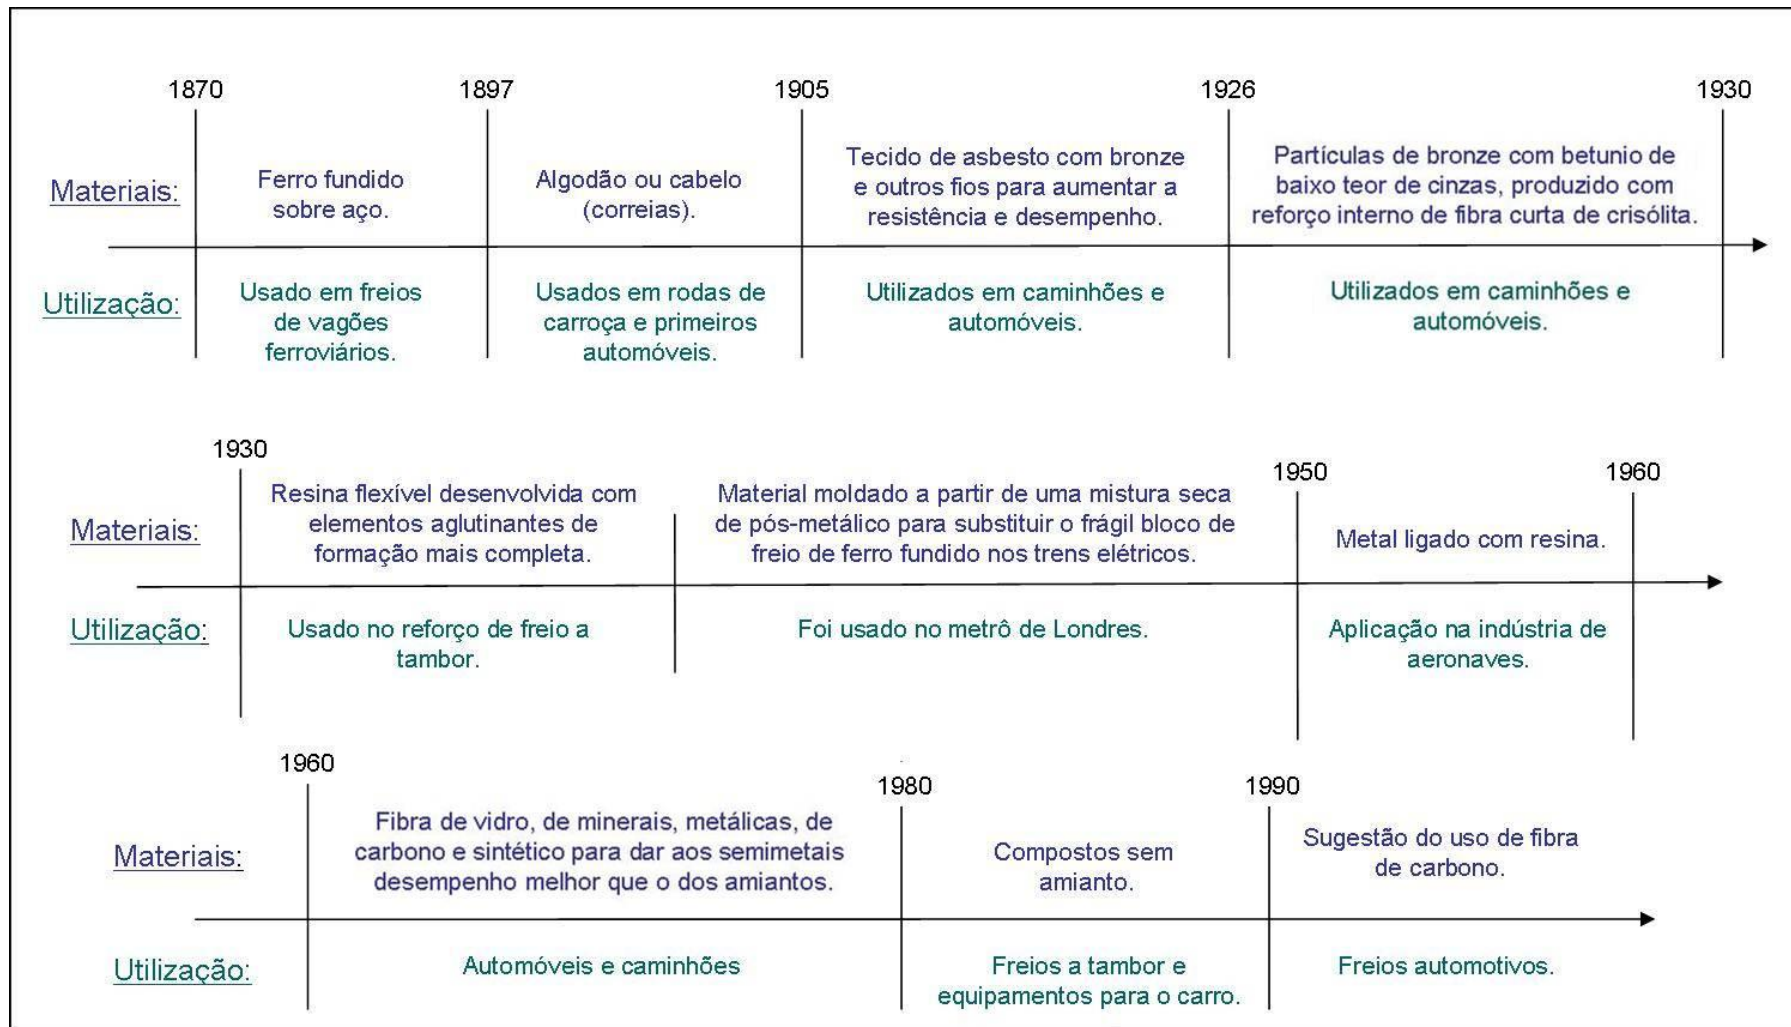 1870
1897
1905
1926
1930
Materiais:
Ferro fundido
sobre aço.
Algodão ou cabelo
(correias).
Tecido de asbesto com bronze
e outros fios para aumentar a
resistência e desempenho.
Partículas de bronze com betunio de
baixo teor de cinzas, produzido com
reforço interno de fibra curta de crisólita.
Utilização:
Usado em freios
de vagões
ferroviários.
Usados em rodas de
carroça e primeiros
automóveis.
Utilizados em caminhões e
automóveis.
Utilizados em caminhões e
automóveis.
1930
1950
1960
Materiais:
Resina flexível desenvolvida com
elementos aglutinantes de
formação mais completa.
Material moldado a partir de uma mistura seca
de pós-metálico para substituir o frágil bloco de
freio de ferro fundido nos trens elétricos.
Metal ligado com resina.
Utilização:
Usado no reforço de freio a
tambor.
Foi usado no metrô de Londres.
Aplicação na indústria de
aeronaves.
1960
1980
1990
Materiais:
Fibra de vidro, de minerais, metálicas, de
carbono e sintético para dar aos semimetais
desempenho melhor que o dos amiantos.
Compostos sem
amianto.
Sugestão do uso de fibra
de carbono.
Utilização:
Automóveis e caminhões
Freios a tambor e
equipamentos para o carro.
Freios automotivos.